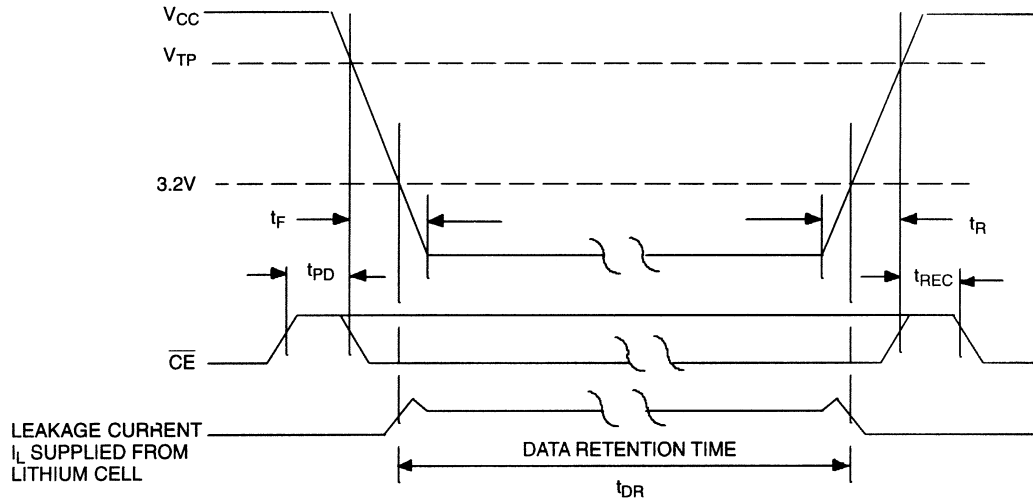 VCC
VTP
3.2V
tF
tR
tPD
tREC
CE
LEAKAGE CURRENT
IL SUPPLIED FROM
LITHIUM CELL
DATA RETENTION TIME
tDR